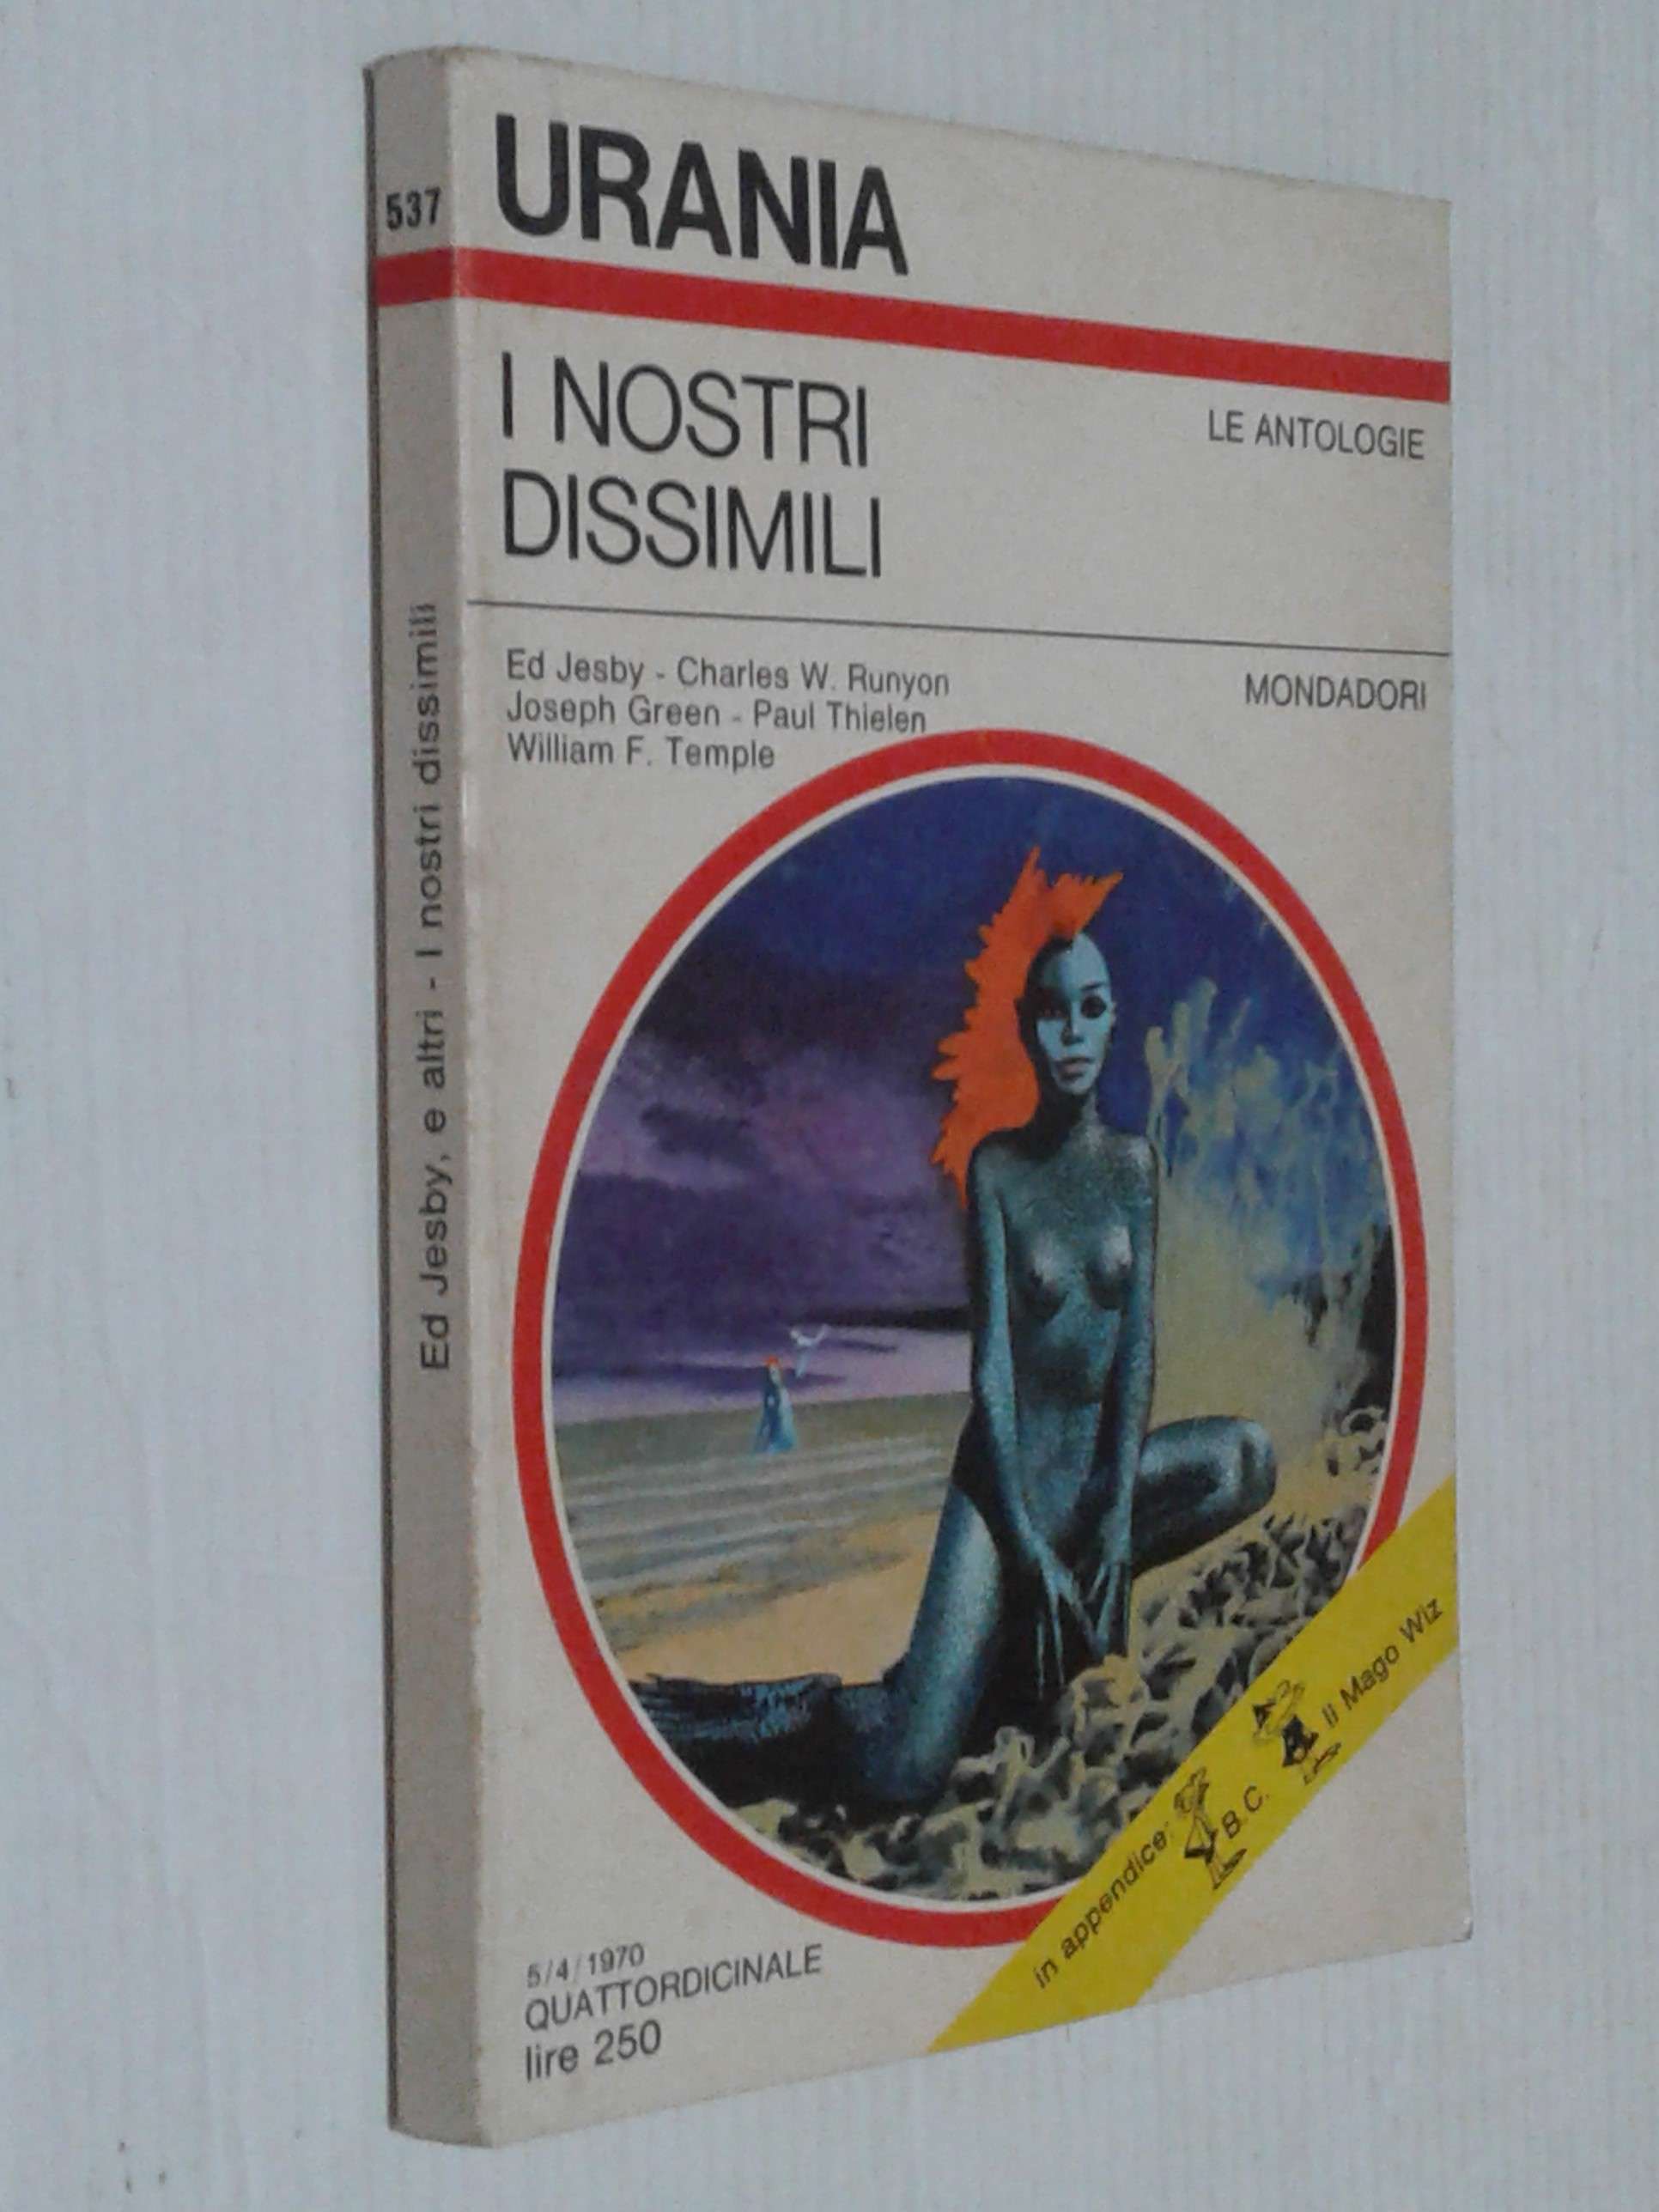 537
URANIA
I NOSTRI
DISSIMILI
LE ANTOLOGIE
Ed Jesby - Charles W. Runyon
Joseph Green - Paul Thielen
William F. Temple
MONDADORI
Ed Jesby, e altri - I nostri dissimili
in appendice: B.C. Il Mago Wiz
5/4/1970
QUATTORDICINALE
lire 250